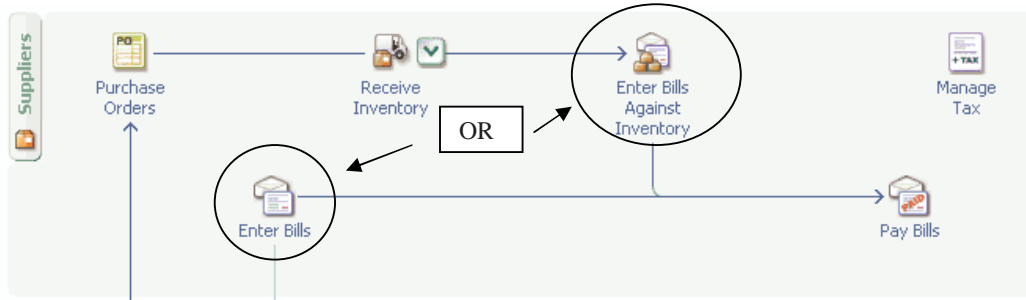 Suppliers
PO
Purchase
Orders
Receive
Inventory
Enter Bills
Against
Inventory
+ TAX
Manage
Tax
OR
Enter Bills
PAID
Pay Bills